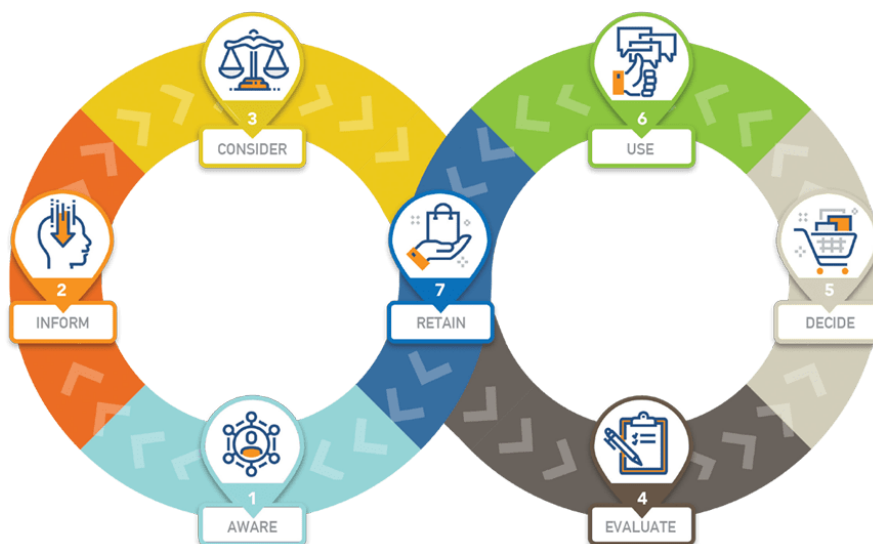 3
CONSIDER
6
USE
2
INFORM
7
RETAIN
5
DECIDE
1
AWARE
4
EVALUATE